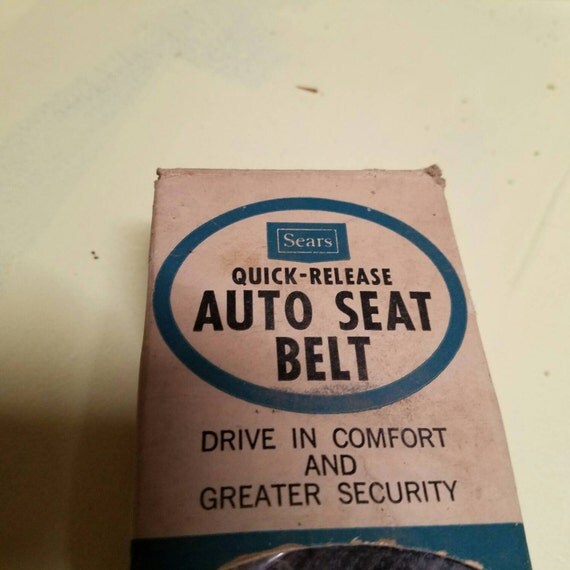 Sears
QUICK-RELEASE
AUTO SEAT
BELT
DRIVE IN COMFORT
AND
GREATER SECURITY